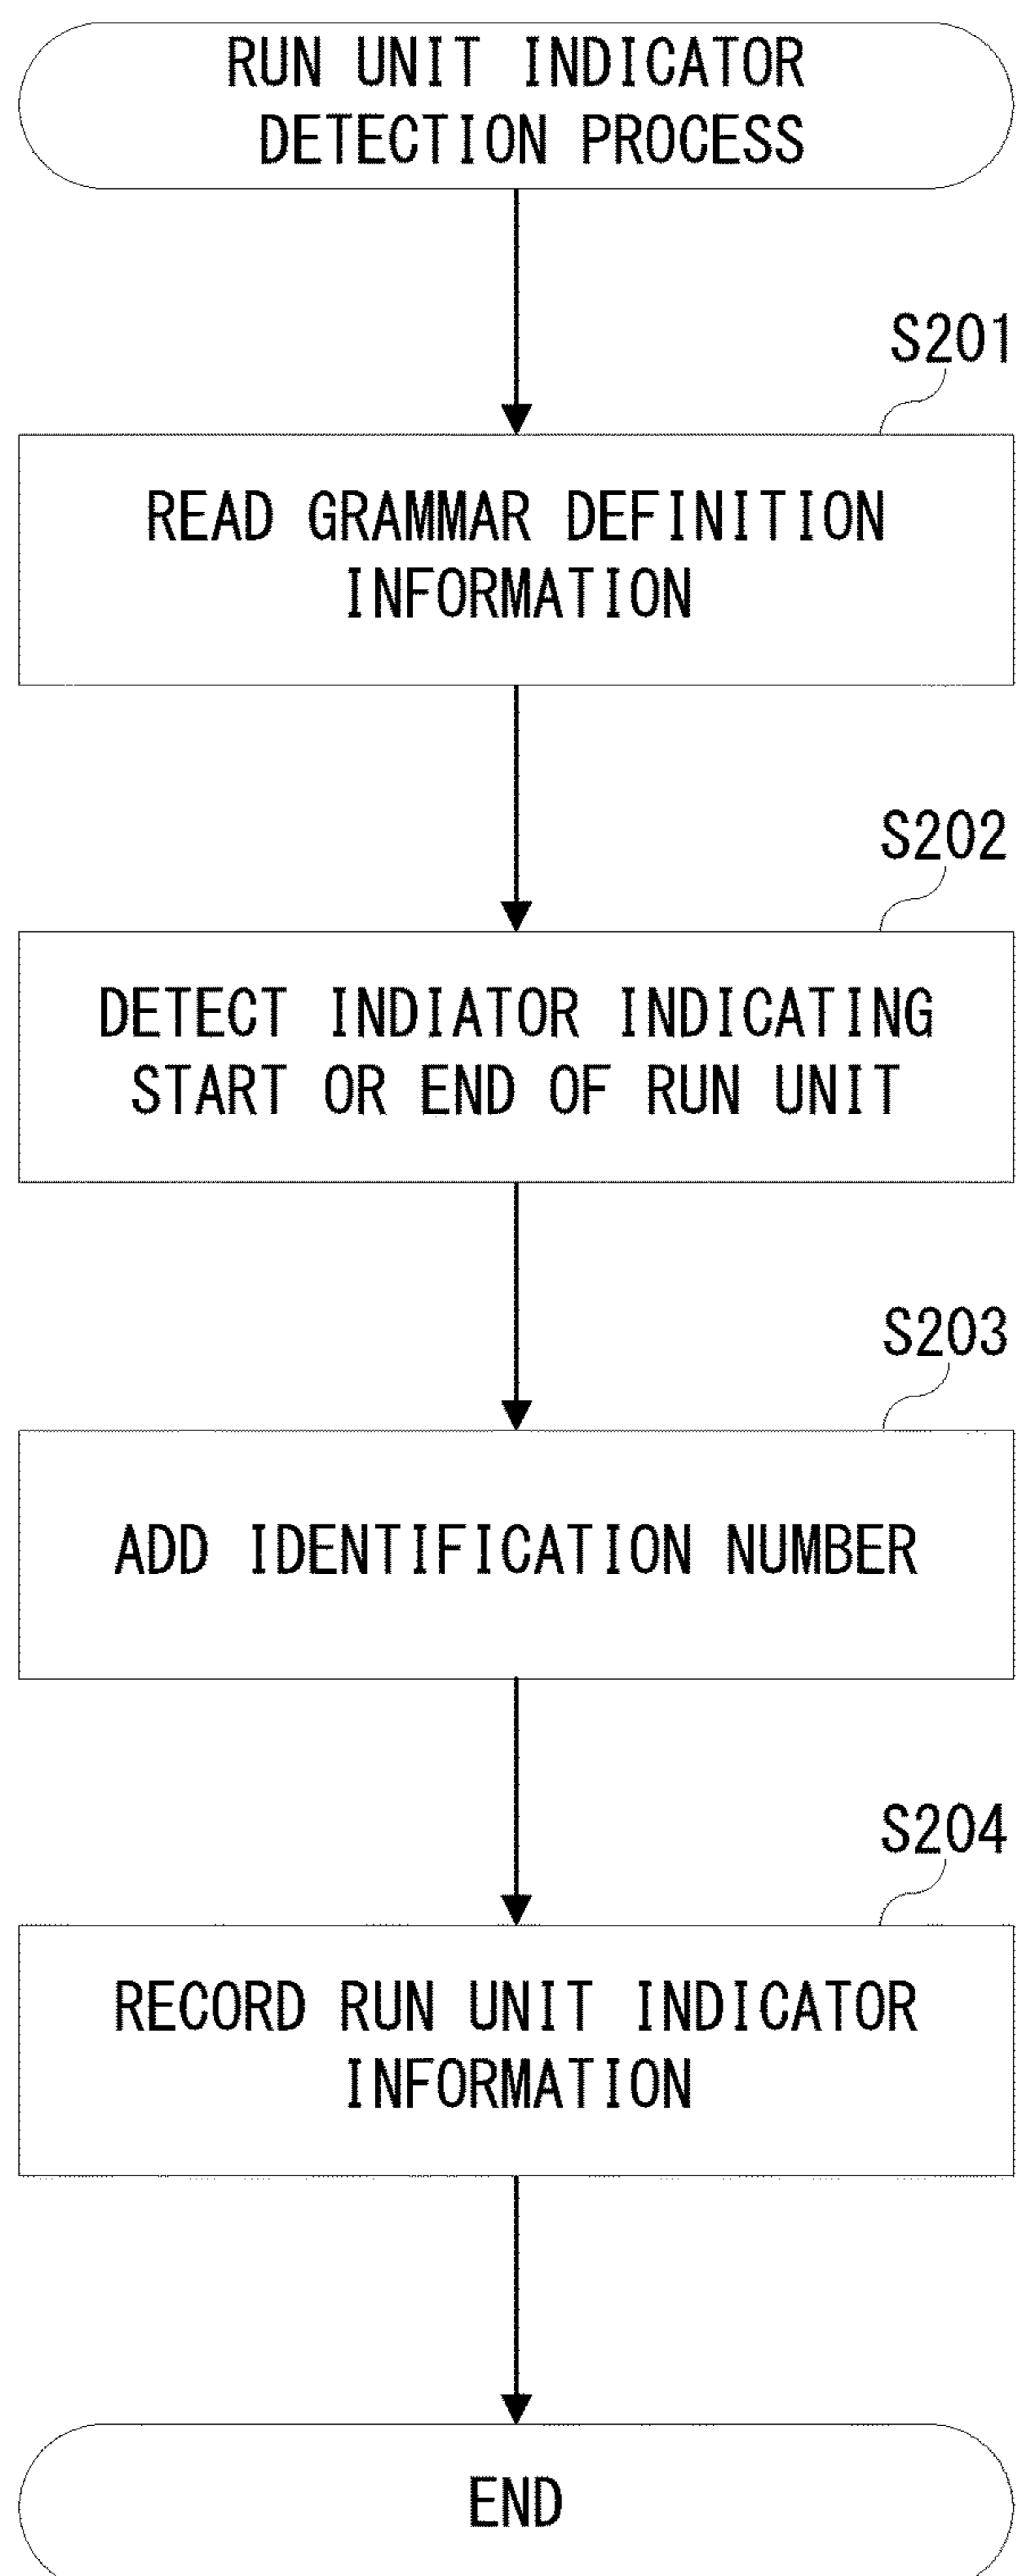 RUN UNIT INDICATOR
DETECTION PROCESS
S201
READ GRAMMAR DEFINITION
INFORMATION
S202
DETECT INDIATOR INDICATING
START OR END OF RUN UNIT
S203
ADD IDENTIFICATION NUMBER
S204
RECORD RUN UNIT INDICATOR
INFORMATION
END